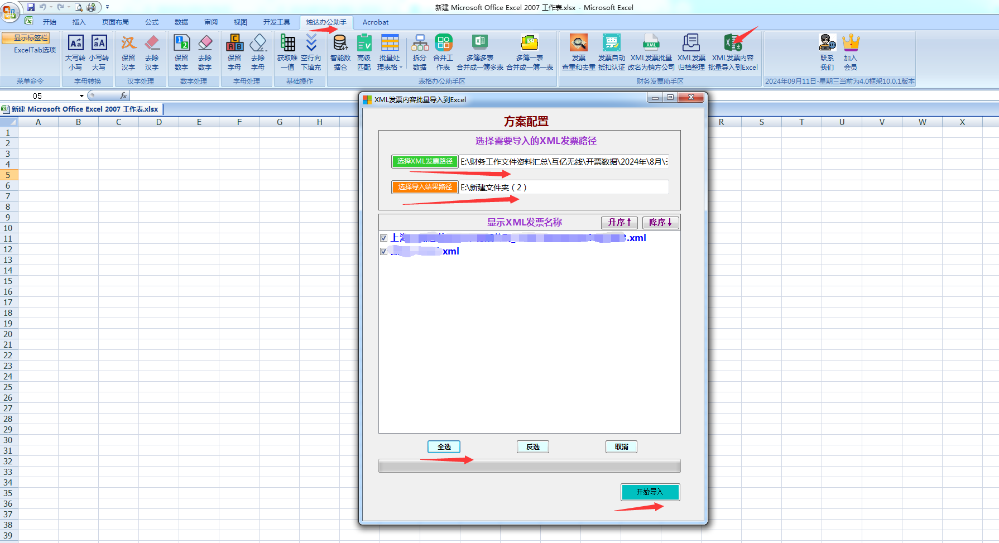 新建 Microsoft Office Excel 2007 工作表.xlsx - Microsoft Excel
开始 插入 页面布局 公式 数据 审阅 视图 开发工具 烛达办公助手 Acrobat
显示标签栏
ExcelTab选项
菜单命令
大写转小写 小写转大写
字母转换
保留汉字 去除汉字
汉字处理
保留数字 去除数字
数字处理
保留字母 去除字母
字母处理
获取唯一值 空行向下填充
基础操作
智能数据仓 高级匹配 批量处理表格 拆分数据 合并工作表 多簿多表合并成一簿多表 多簿一表合并成一簿一表
表格办公助手区
发票查重和去重 发票自动抵扣认证 XML发票批量改名为销方公司 XML发票归档整理 XML发票内容批量导入到Excel
财务发票助手区
联系我们 加入会员
2024年09月11日-星期三当前为4.0框架10.0.1版本
O5 fx
新建 Microsoft Office Excel 2007 工作表.xlsx
A B C D E F G H R S T U V W X
1
2
3
4
5
6
7
8
9
10
11
12
13
14
15
16
17
18
19
20
21
22
23
24
25
26
27
28
29
30
31
32
33
34
35
36
37
38
39
XML发票内容批量导入到Excel
方案配置
选择需要导入的XML发票路径
选择XML发票路径 E:\财务工作文件资料汇总\互亿无线\开票数据\2024年\8月\
选择导入结果路径 E:\新建文件夹（2）
显示XML发票名称 升序↑ 降序↓
上海 .xml
xml
全选 反选 取消
开始导入